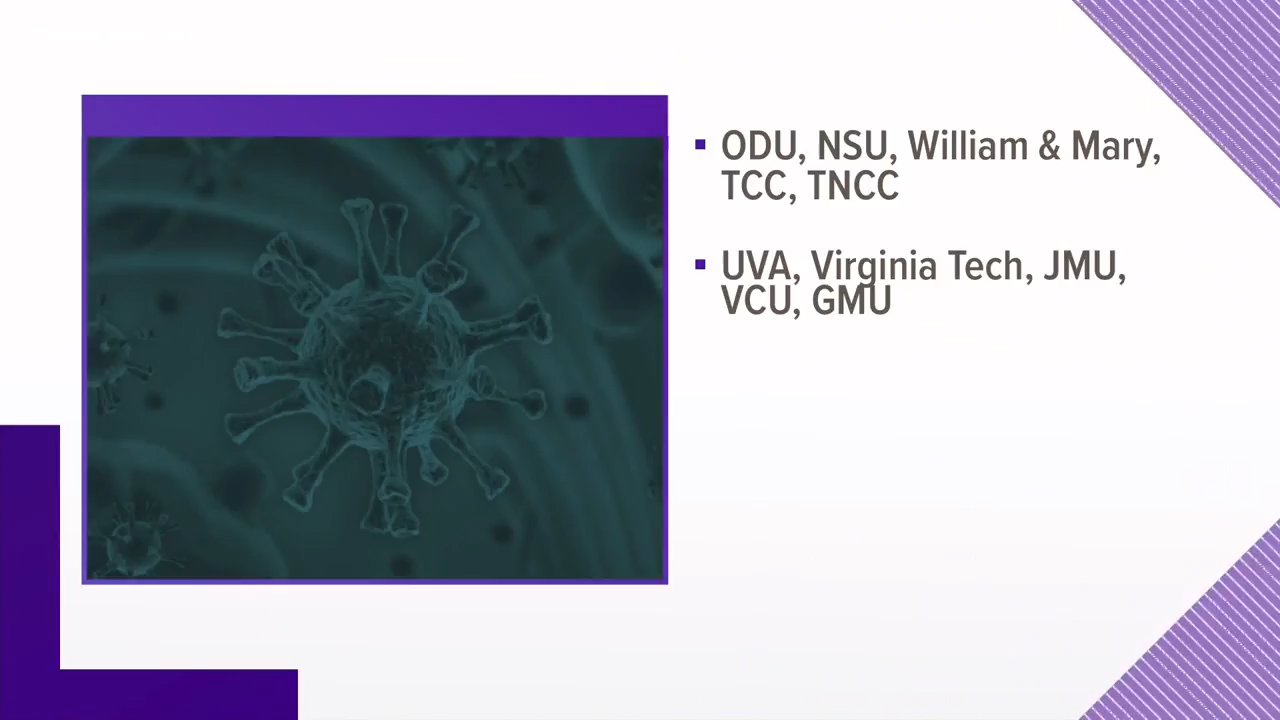 ODU, NSU, William & Mary,
TCC, TNCC
UVA, Virginia Tech, JMU,
VCU, GMU